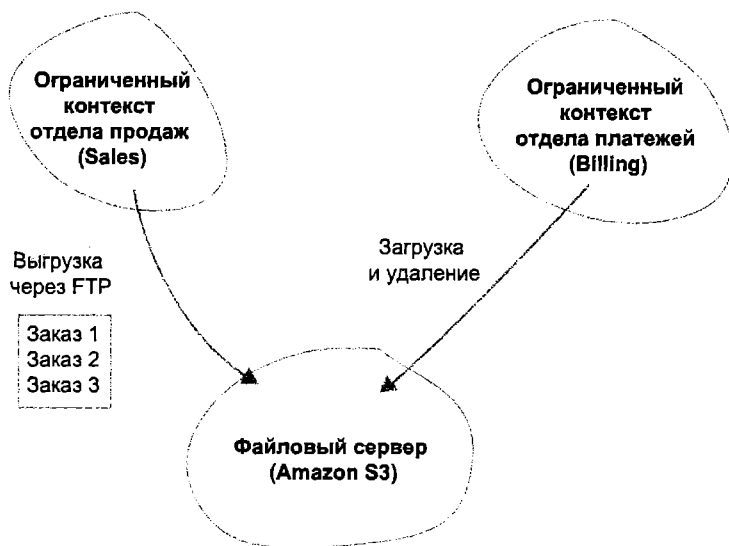 Ограниченный
контекст
отдела продаж
(Sales)
Ограниченный
контекст
отдела платежей
(Billing)
Выгрузка
через FTP
Заказ 1
Заказ 2
Заказ 3
Загрузка
и удаление
Файловый сервер
(Amazon S3)